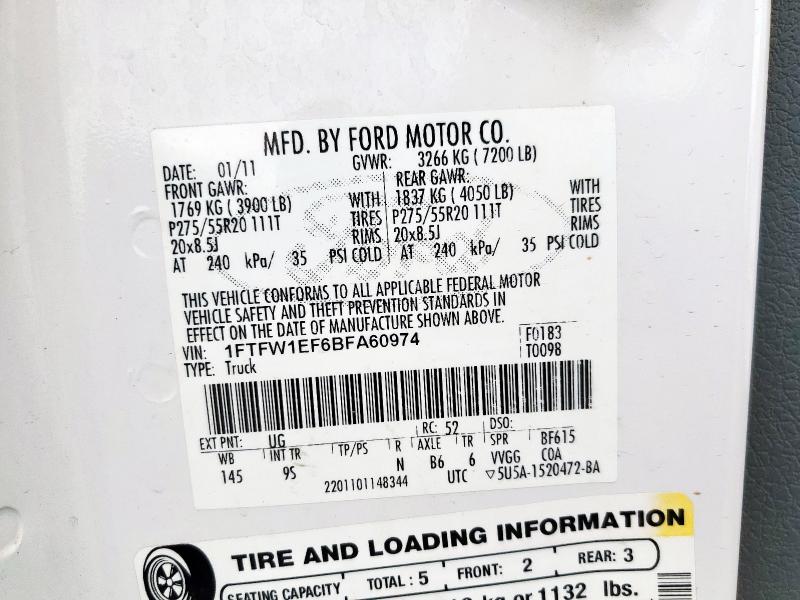 MFD. BY FORD MOTOR CO.
DATE: 01/11 GVWR: 3266 KG ( 7200 LB)
FRONT GAWR: REAR GAWR:
1769 KG ( 3900 LB) WITH 1837 KG ( 4050 LB) WITH
P275/55R20 111T TIRES P275/55R20 111T TIRES
20x8.5J RIMS 20x8.5J RIMS
AT 240 kPa/ 35 PSI COLD AT 240 kPa/ 35 PSI COLD
THIS VEHICLE CONFORMS TO ALL APPLICABLE FEDERAL MOTOR
VEHICLE SAFETY AND THEFT PREVENTION STANDARDS IN
EFFECT ON THE DATE OF MANUFACTURE SHOWN ABOVE.
VIN: 1FTFW1EF6BFA60974 F0183
TYPE: Truck T0098
EXT PNT: UG RC: 52 DSO:
WB INT TR TP/PS R AXLE TR SPR BF615
145 9S N B6 6 VVGG COA
2201101148344 UTC ▽5U5A-1520472-BA
TIRE AND LOADING INFORMATION
SEATING CAPACITY TOTAL : 5 FRONT: 2 REAR: 3
kg or 1132 lbs.